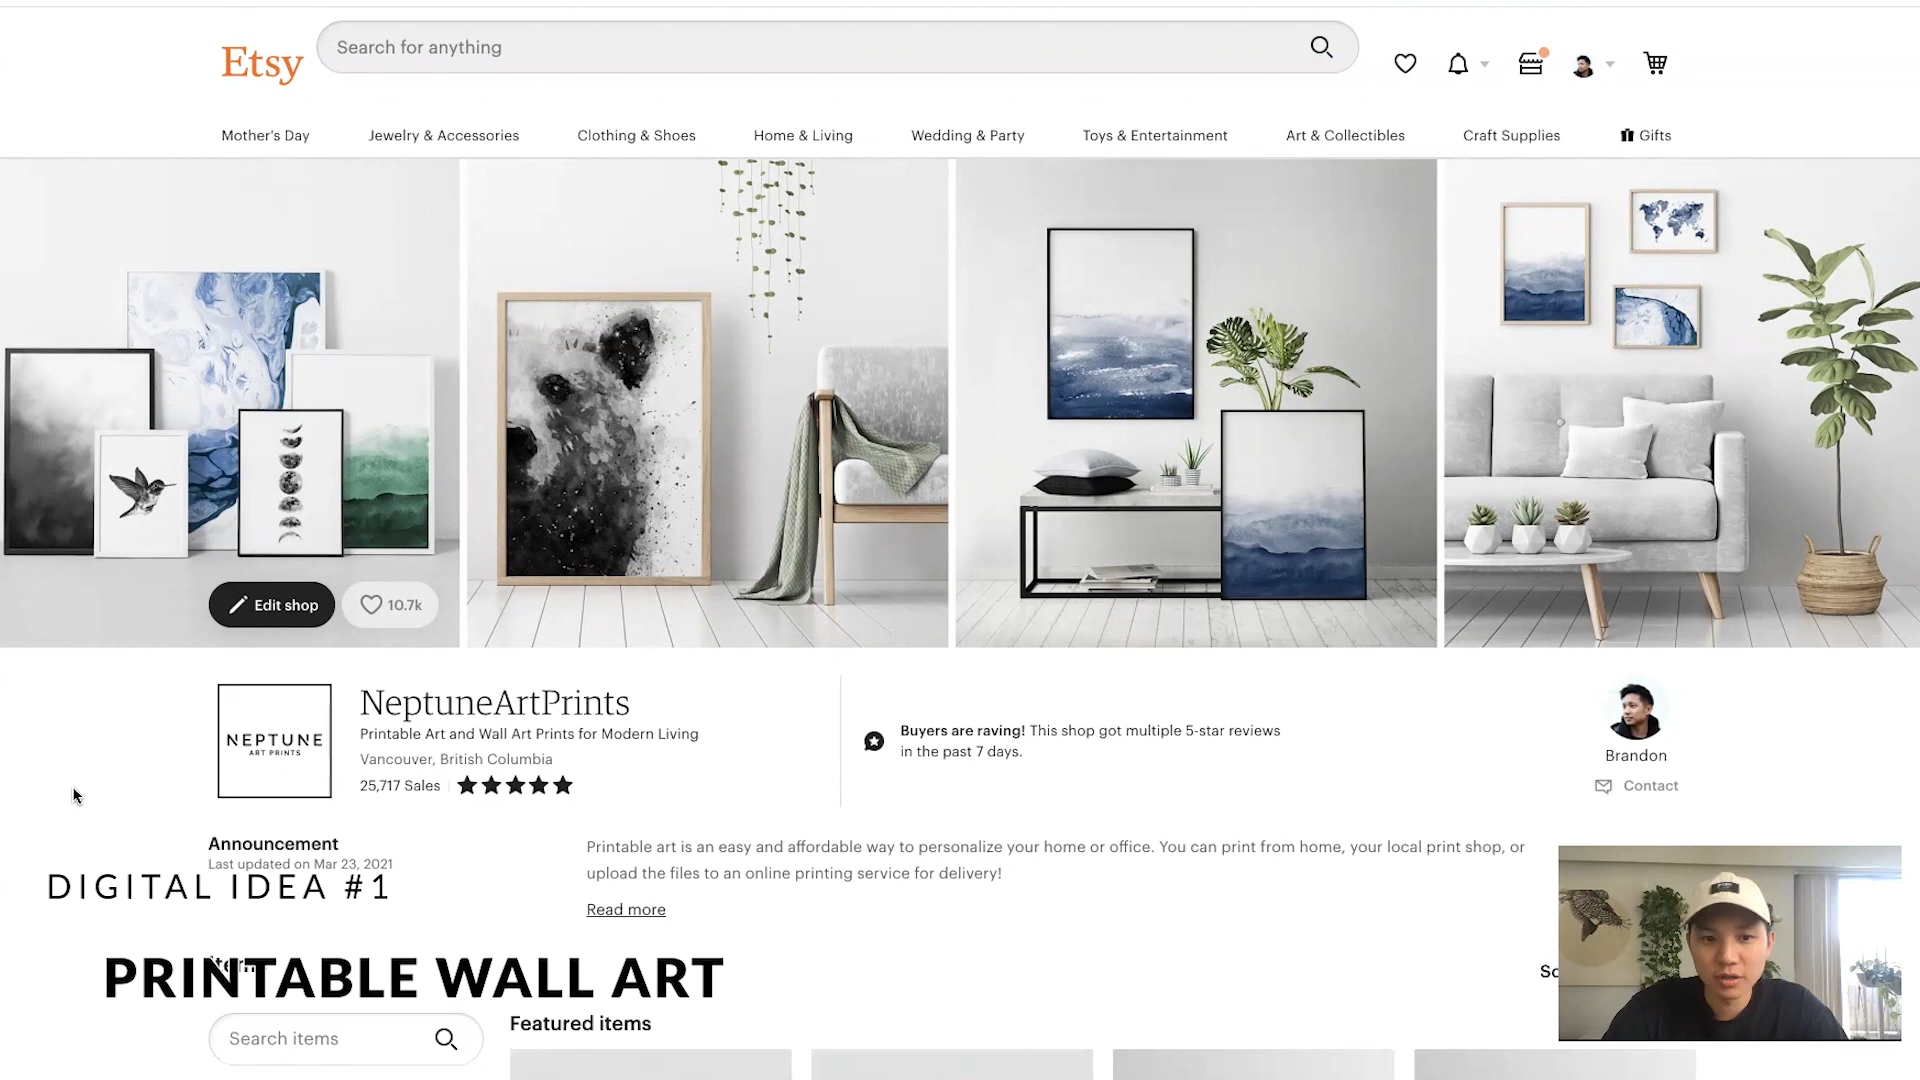 Etsy
Search for anything
Mother's Day
Jewelry & Accessories
Clothing & Shoes
Home & Living
Wedding & Party
Toys & Entertainment
Art & Collectibles
Craft Supplies
Gifts
Edit shop
10.7k
NEPTUNE
ART PRINTS
NeptuneArtPrints
Printable Art and Wall Art Prints for Modern Living
Vancouver, British Columbia
25,717 Sales
Buyers are raving! This shop got multiple 5-star reviews
in the past 7 days.
Brandon
Contact
Announcement
Last updated on Mar 23, 2021
Printable art is an easy and affordable way to personalize your home or office. You can print from home, your local print shop, or
upload the files to an online printing service for delivery!
Read more
DIGITAL IDEA #1
PRINTABLE WALL ART
Search items
Featured items